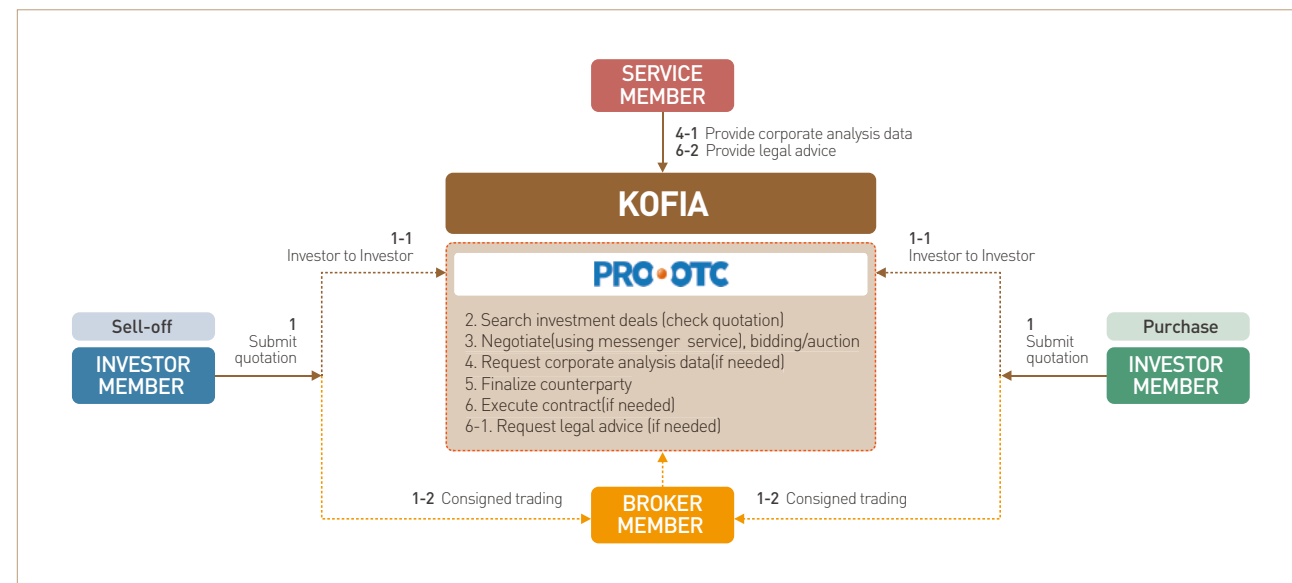 SERVICE
MEMBER
4-1 Provide corporate analysis data
6-2 Provide legal advice
KOFIA
1-1
Investor to Investor
1-1
Investor to Investor
PRO•OTC
2. Search investment deals (check quotation)
3. Negotiate(using messenger service), bidding/auction
4. Request corporate analysis data(if needed)
5. Finalize counterparty
6. Execute contract(if needed)
6-1. Request legal advice (if needed)
Sell-off
INVESTOR
MEMBER
1
Submit
quotation
1
Submit
quotation
Purchase
INVESTOR
MEMBER
1-2 Consigned trading
BROKER
MEMBER
1-2 Consigned trading